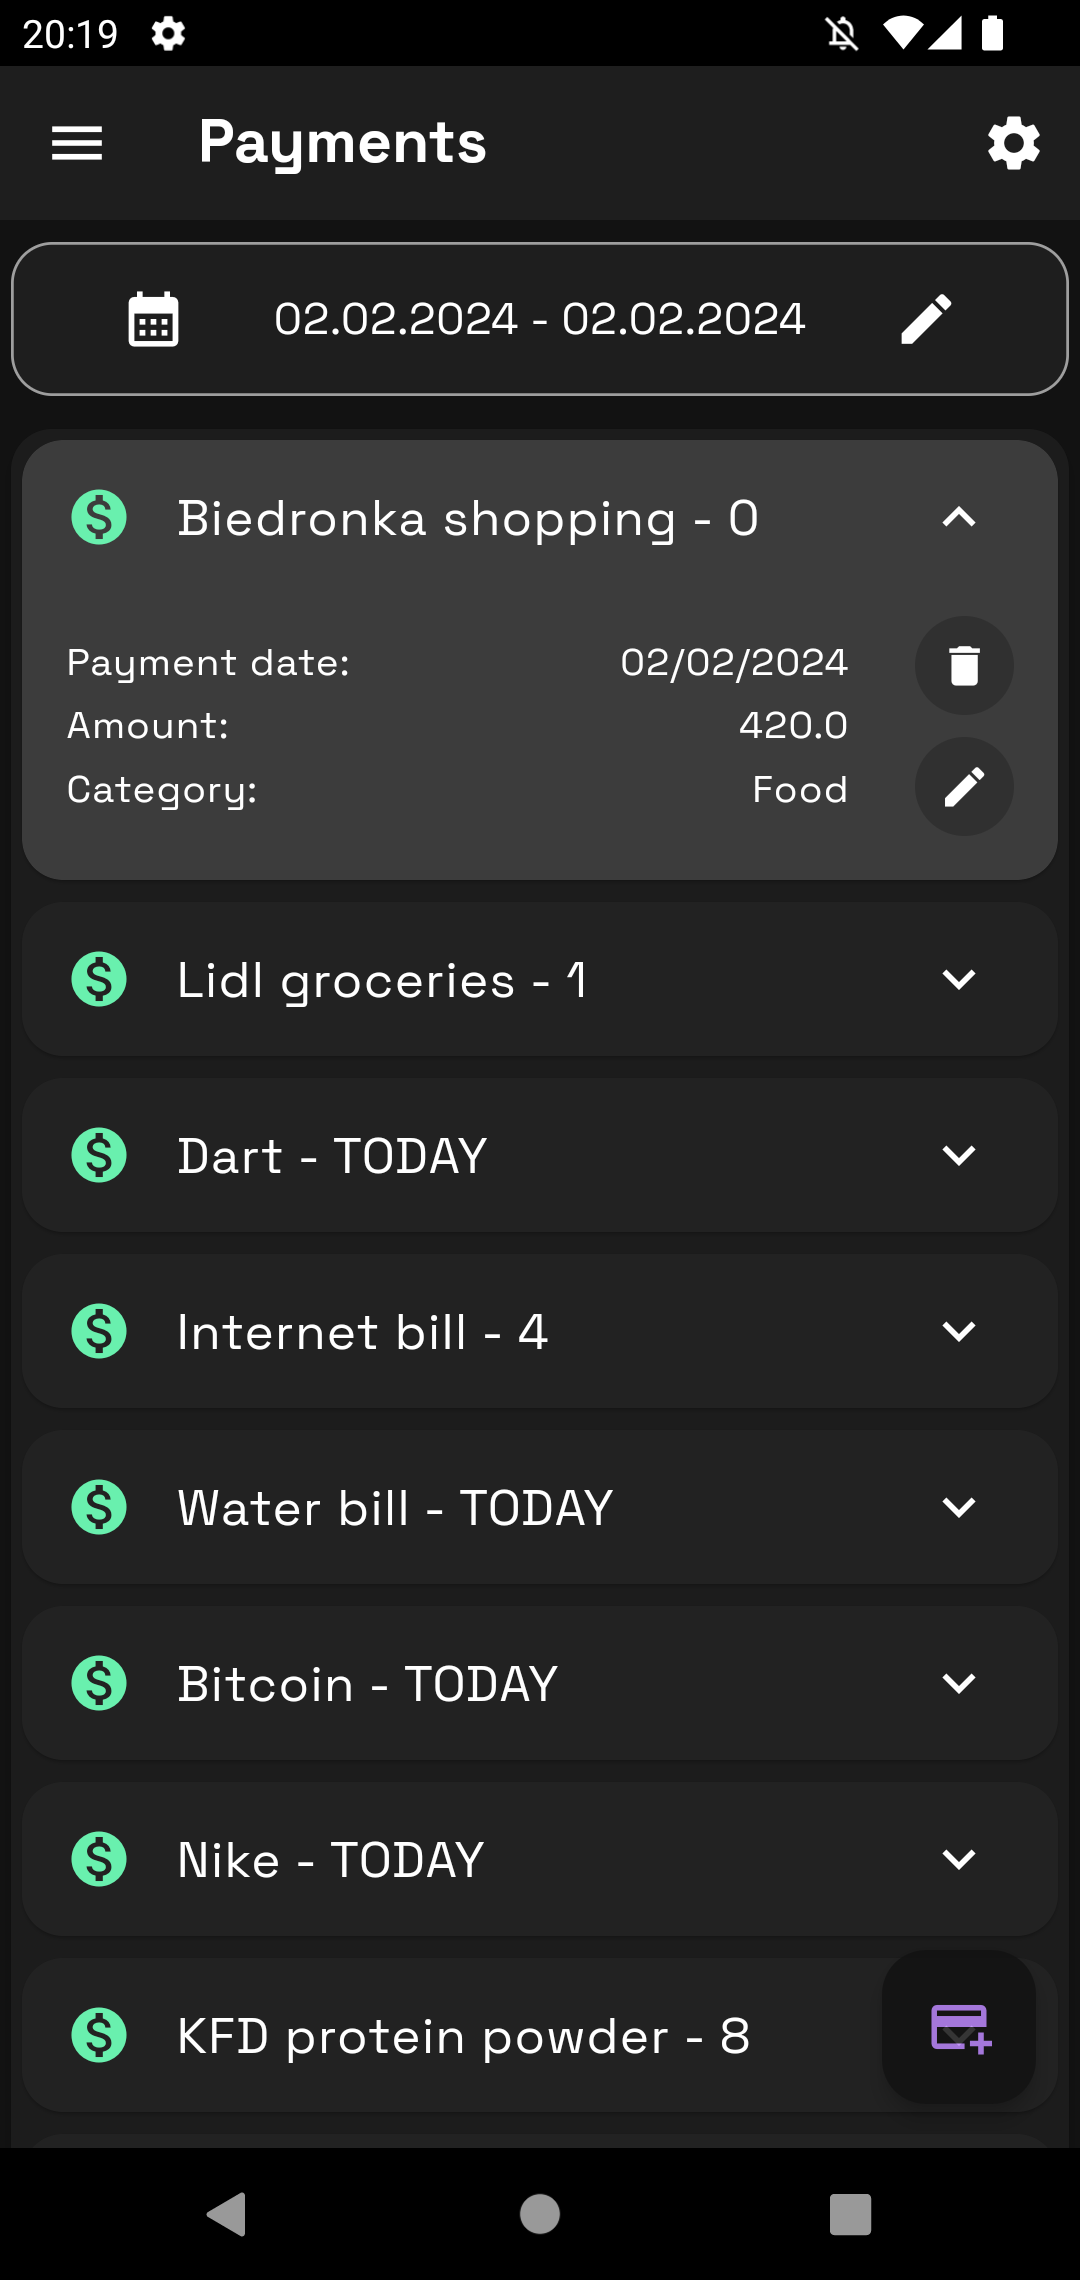 20:19
Payments
02.02.2024 - 02.02.2024
Biedronka shopping - 0
Payment date: 02/02/2024
Amount: 420.0
Category: Food
Lidl groceries - 1
Dart - TODAY
Internet bill - 4
Water bill - TODAY
Bitcoin - TODAY
Nike - TODAY
KFD protein powder - 8